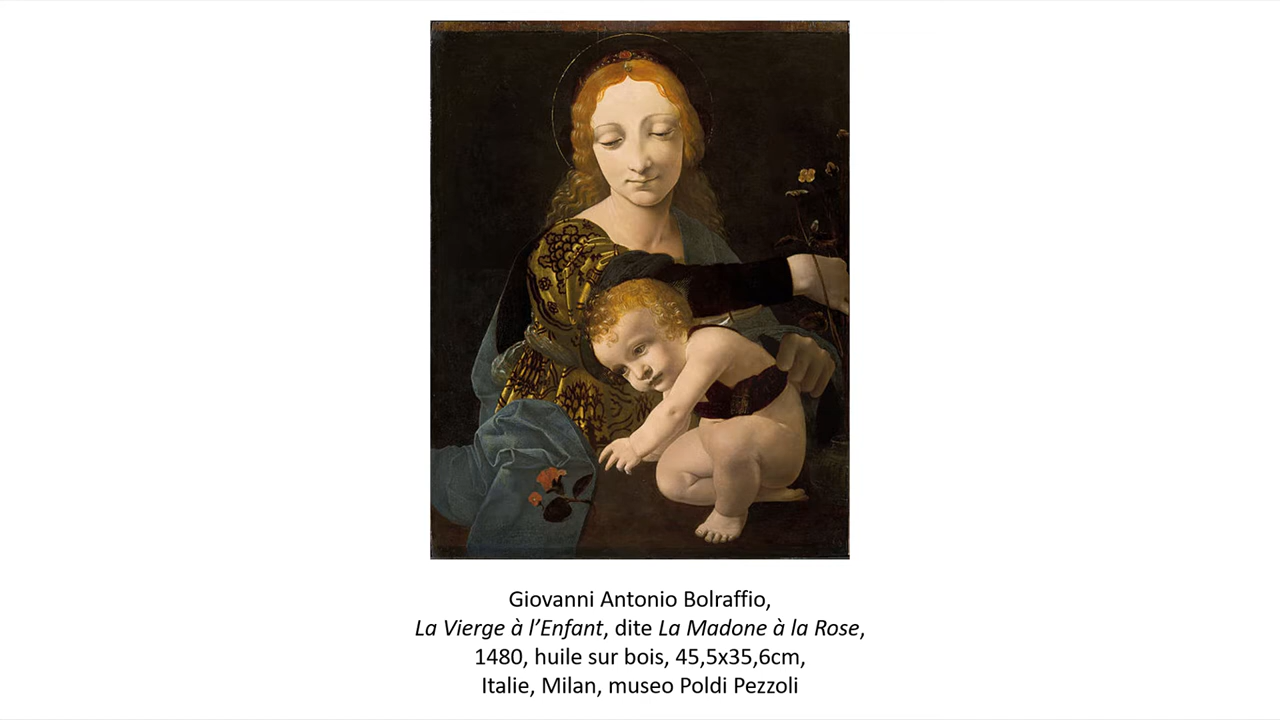 Giovanni Antonio Bolraffio,
La Vierge à l’Enfant, dite La Madone à la Rose,
1480, huile sur bois, 45,5x35,6cm,
Italie, Milan, museo Poldi Pezzoli